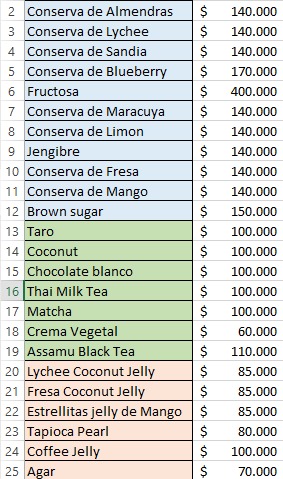 2 Conserva de Almendras $ 140.000
3 Conserva de Lychee $ 140.000
4 Conserva de Sandia $ 140.000
5 Conserva de Blueberry $ 170.000
6 Fructosa $ 400.000
7 Conserva de Maracuya $ 140.000
8 Conserva de Limon $ 140.000
9 Jengibre $ 140.000
10 Conserva de Fresa $ 140.000
11 Conserva de Mango $ 140.000
12 Brown sugar $ 150.000
13 Taro $ 100.000
14 Coconut $ 100.000
15 Chocolate blanco $ 100.000
16 Thai Milk Tea $ 100.000
17 Matcha $ 100.000
18 Crema Vegetal $ 60.000
19 Assamu Black Tea $ 110.000
20 Lychee Coconut Jelly $ 85.000
21 Fresa Coconut Jelly $ 85.000
22 Estrellitas jelly de Mango $ 85.000
23 Tapioca Pearl $ 80.000
24 Coffee Jelly $ 100.000
25 Agar $ 70.000